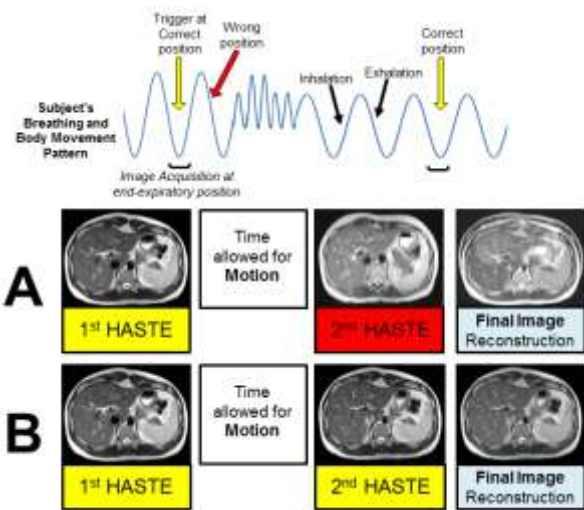 Trigger at
Correct
position
Wrong
position
Correct
position
Inhalation
Exhalation
Subject's
Breathing and
Body Movement
Pattern
Image Acquisition at
end-expiratory position
A
Time
allowed for
Motion
1st HASTE
2nd HASTE
Final Image
Reconstruction
B
Time
allowed for
Motion
1st HASTE
2nd HASTE
Final Image
Reconstruction